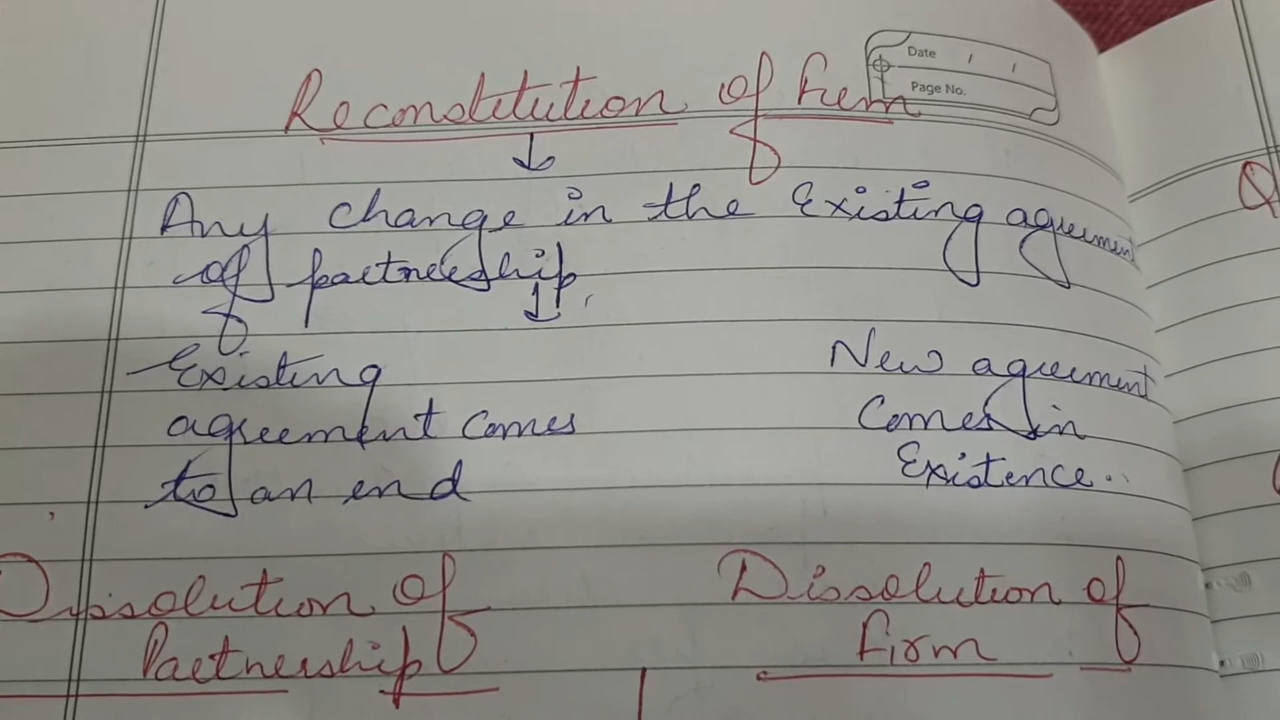 Date / /
Page No.
Reconstitution of Firm
Any change in the Existing agreement
of partnership,
Existing
agreement comes
to an end
New agreement
Comes in
Existence..
Dissolution of
Partnership
Dissolution of
firm
Q